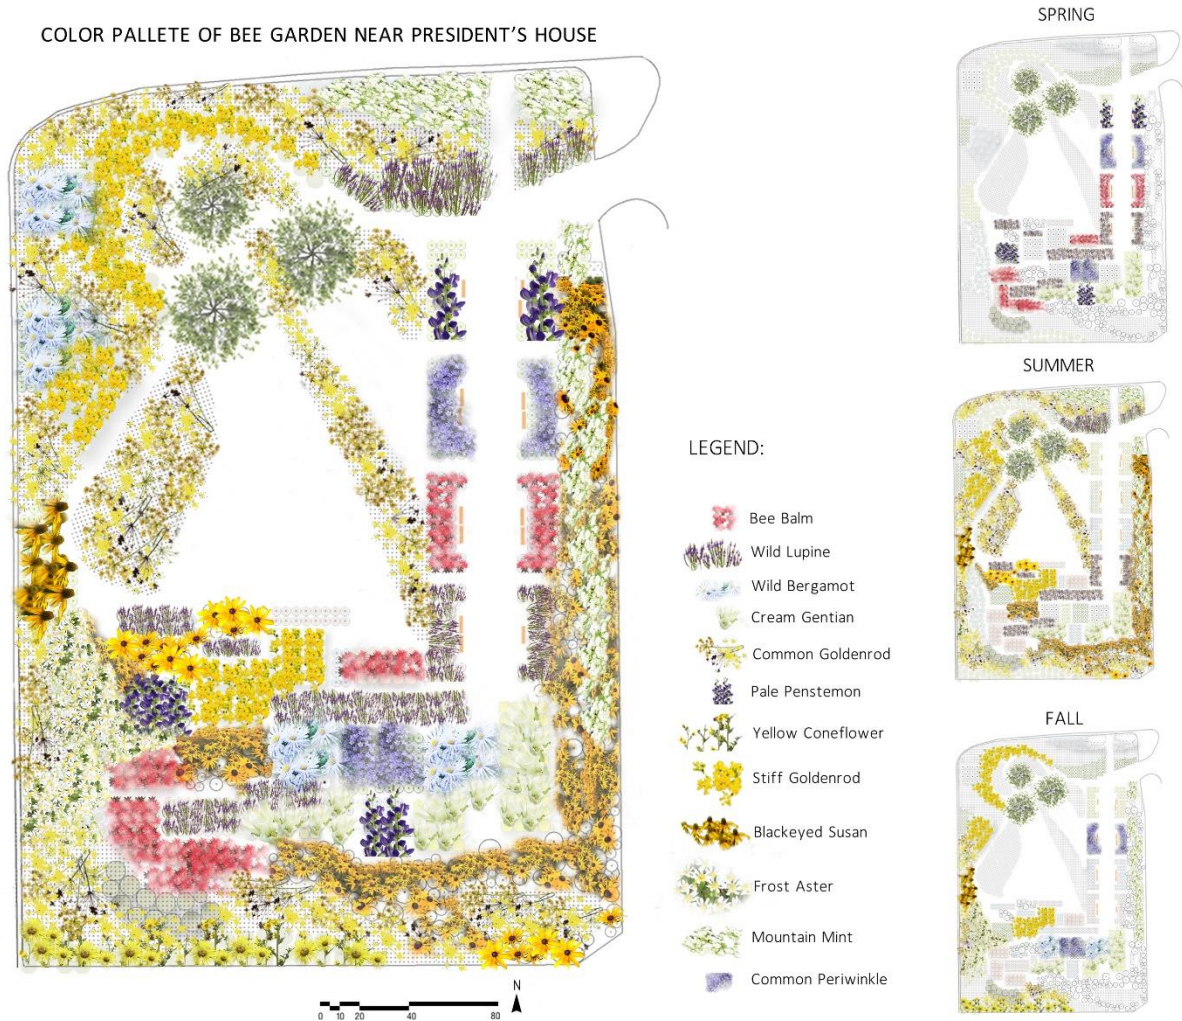 COLOR PALLETE OF BEE GARDEN NEAR PRESIDENT'S HOUSE
SPRING
SUMMER
FALL
LEGEND:
Bee Balm
Wild Lupine
Wild Bergamot
Cream Gentian
Common Goldenrod
Pale Penstemon
Yellow Coneflower
Stiff Goldenrod
Blackeyed Susan
Frost Aster
Mountain Mint
Common Periwinkle
N
0 10 20 40 80